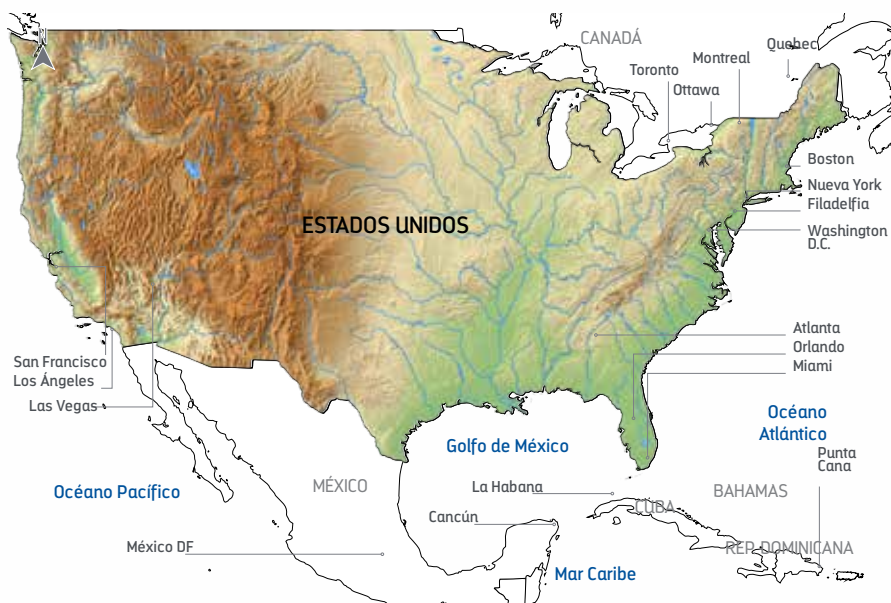 N
CANADÁ
Quebec
Montreal
Toronto
Ottawa
Boston
Nueva York
Filadelfia
Washington
D.C.
ESTADOS UNIDOS
Atlanta
Orlando
Miami
San Francisco
Los Ángeles
Las Vegas
Océano
Atlántico
Golfo de México
Punta
Cana
Océano Pacífico
MÉXICO
La Habana
BAHAMAS
CUBA
Cancún
México DF
REP. DOMINICANA
Mar Caribe